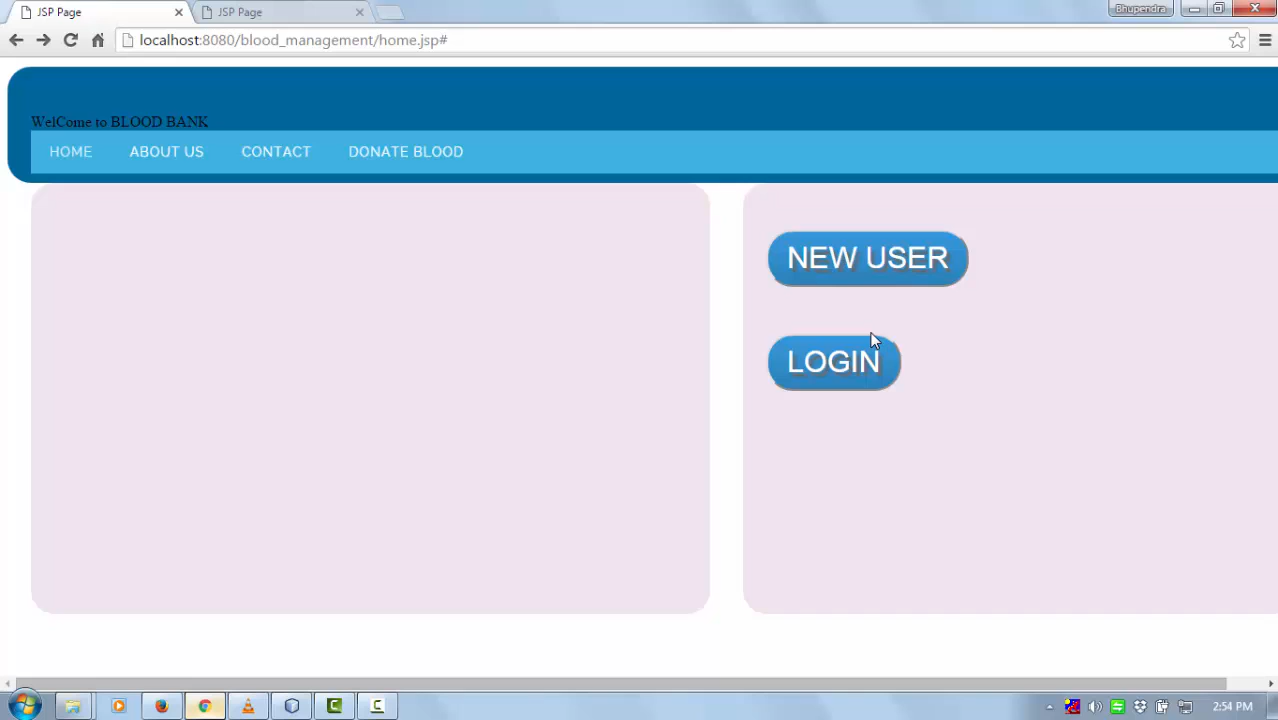 JSP Page
JSP Page
Bhupendra
localhost:8080/blood_management/home.jsp#
WelCome to BLOOD BANK
HOME ABOUT US CONTACT DONATE BLOOD
NEW USER
LOGIN
2:54 PM